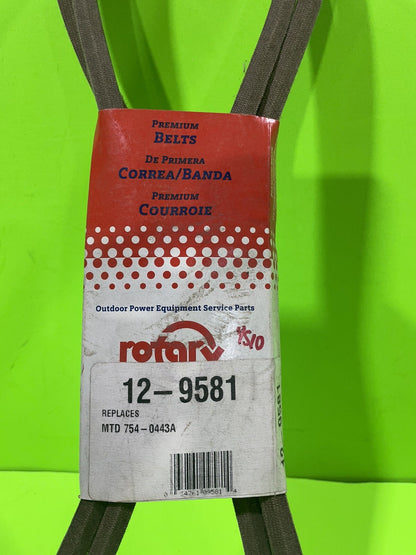 PREMIUM
BELTS
DE PRIMERA
CORREA/BANDA
PREMIUM
COURROIE
Outdoor Power Equipment Service Parts
rotary
12-9581
REPLACES
MTD 754-0443A